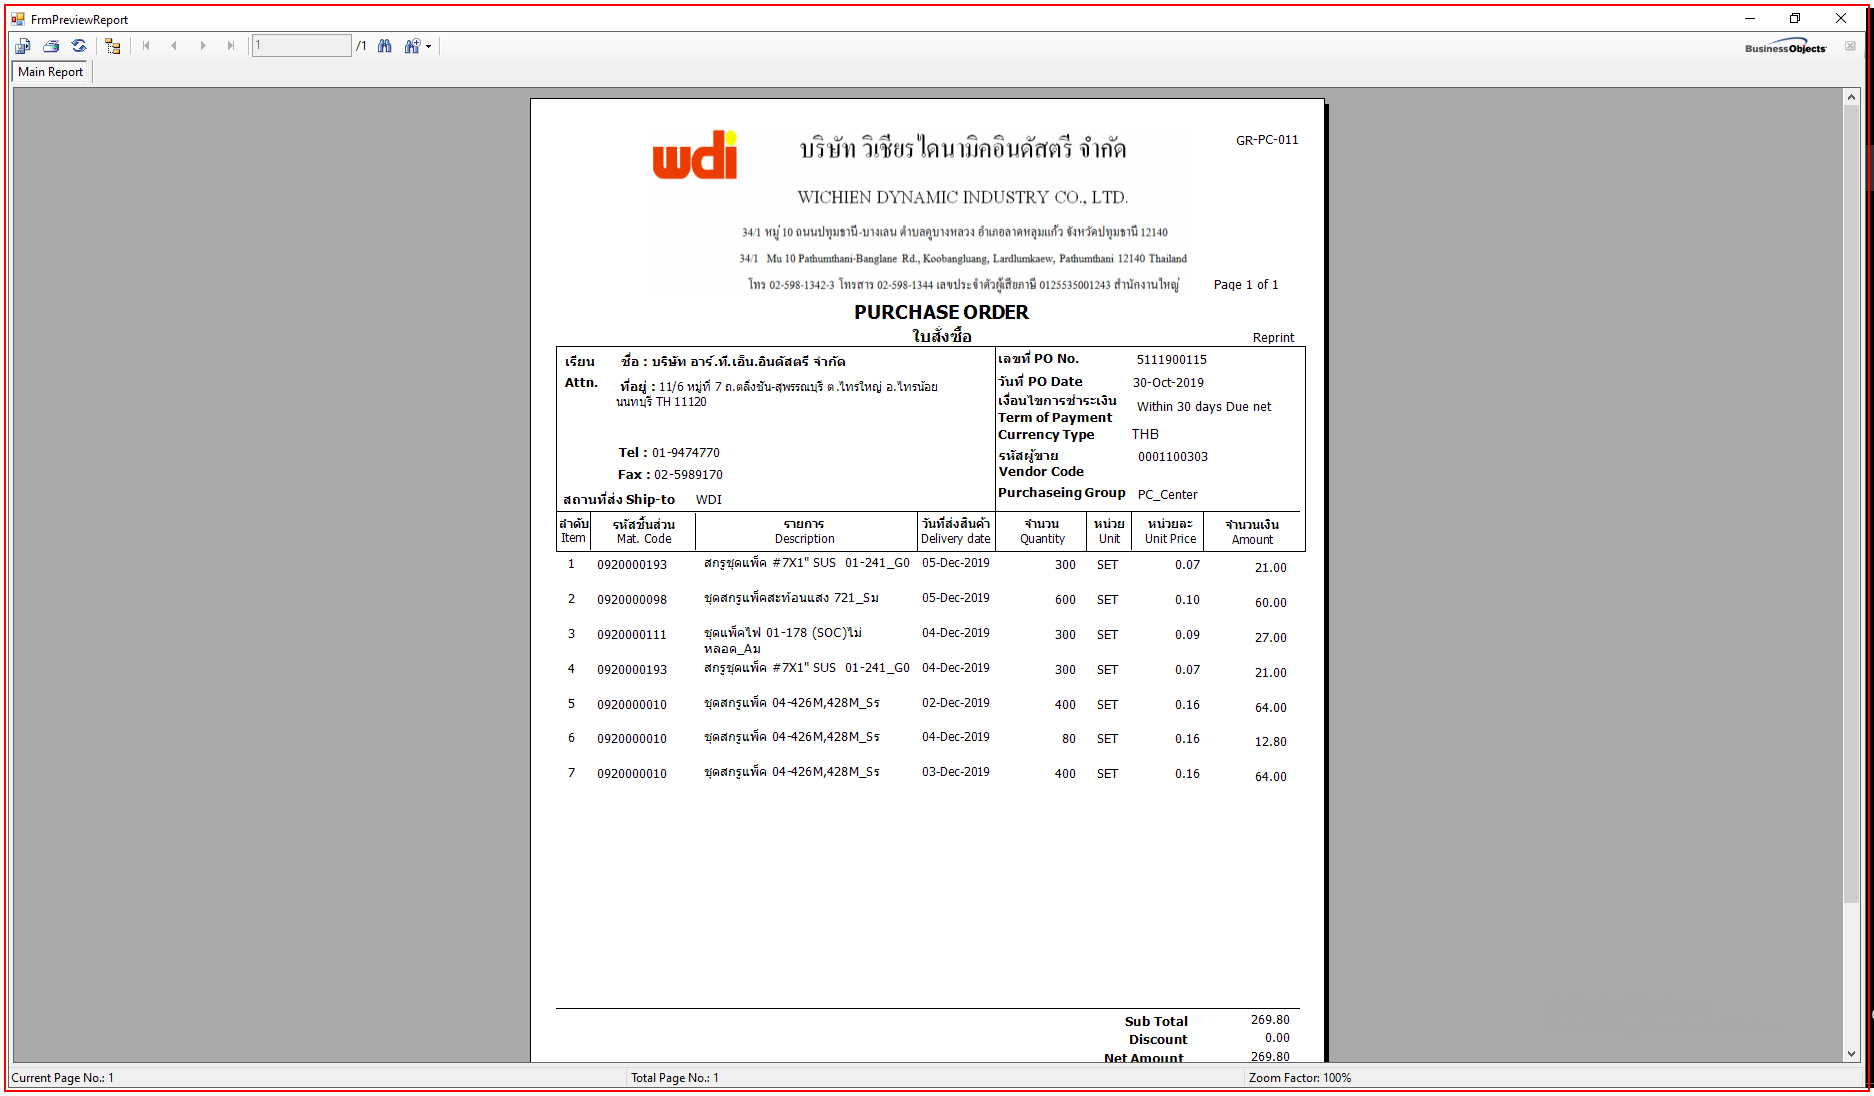 FrmPreviewReport
1 /1 BusinessObjects
Main Report
wdi บริษัท วิเชียรไดนามิคอินดัสตรี จำกัด GR-PC-011
WICHIEN DYNAMIC INDUSTRY CO., LTD.
34/1 หมู่ 10 ถนนปทุมธานี-บางเลน ตำบลคูบางหลวง อำเภอลาดหลุมแก้ว จังหวัดปทุมธานี 12140
34/1 Mu 10 Pathumthani-Banglane Rd., Koobangluang, Lardlumkaew, Pathumthani 12140 Thailand
โทร 02-598-1342-3 โทรสาร 02-598-1344 เลขประจำตัวผู้เสียภาษี 0125535001243 สำนักงานใหญ่ Page 1 of 1
PURCHASE ORDER
ใบสั่งซื้อ Reprint
เรียน ชื่อ : บริษัท อาร์.ที.เอ็น.อินดัสตรี จำกัด
Attn. ที่อยู่ : 11/6 หมู่ที่ 7 ถ.ตลิ่งชัน-สุพรรณบุรี ต.ไทรใหญ่ อ.ไทรน้อย
นนทบุรี TH 11120
Tel : 01-9474770
Fax : 02-5989170
สถานที่ส่ง Ship-to WDI
เลขที่ PO No. 5111900115
วันที่ PO Date 30-Oct-2019
เงื่อนไขการชำระเงิน
Term of Payment Within 30 days Due net
Currency Type THB
รหัสผู้ขาย 0001100303
Vendor Code
Purchaseing Group PC_Center
ลำดับ รหัสชิ้นส่วน รายการ วันที่ส่งสินค้า จำนวน หน่วย หน่วยละ จำนวนเงิน
Item Mat. Code Description Delivery date Quantity Unit Unit Price Amount
1 0920000193 สกรูชุดแพ็ค #7X1" SUS 01-241_G0 05-Dec-2019 300 SET 0.07 21.00
2 0920000098 ชุดสกรูแพ็คสะท้อนแสง 721_Sม 05-Dec-2019 600 SET 0.10 60.00
3 0920000111 ชุดแพ็คไฟ 01-178 (SOC)ไม่ 04-Dec-2019 300 SET 0.09 27.00
หลอด_Aม
4 0920000193 สกรูชุดแพ็ค #7X1" SUS 01-241_G0 04-Dec-2019 300 SET 0.07 21.00
5 0920000010 ชุดสกรูแพ็ค 04-426M,428M_Sร 02-Dec-2019 400 SET 0.16 64.00
6 0920000010 ชุดสกรูแพ็ค 04-426M,428M_Sร 04-Dec-2019 80 SET 0.16 12.80
7 0920000010 ชุดสกรูแพ็ค 04-426M,428M_Sร 03-Dec-2019 400 SET 0.16 64.00
Sub Total 269.80
Discount 0.00
Net Amount 269.80
Current Page No.: 1 Total Page No.: 1 Zoom Factor: 100%